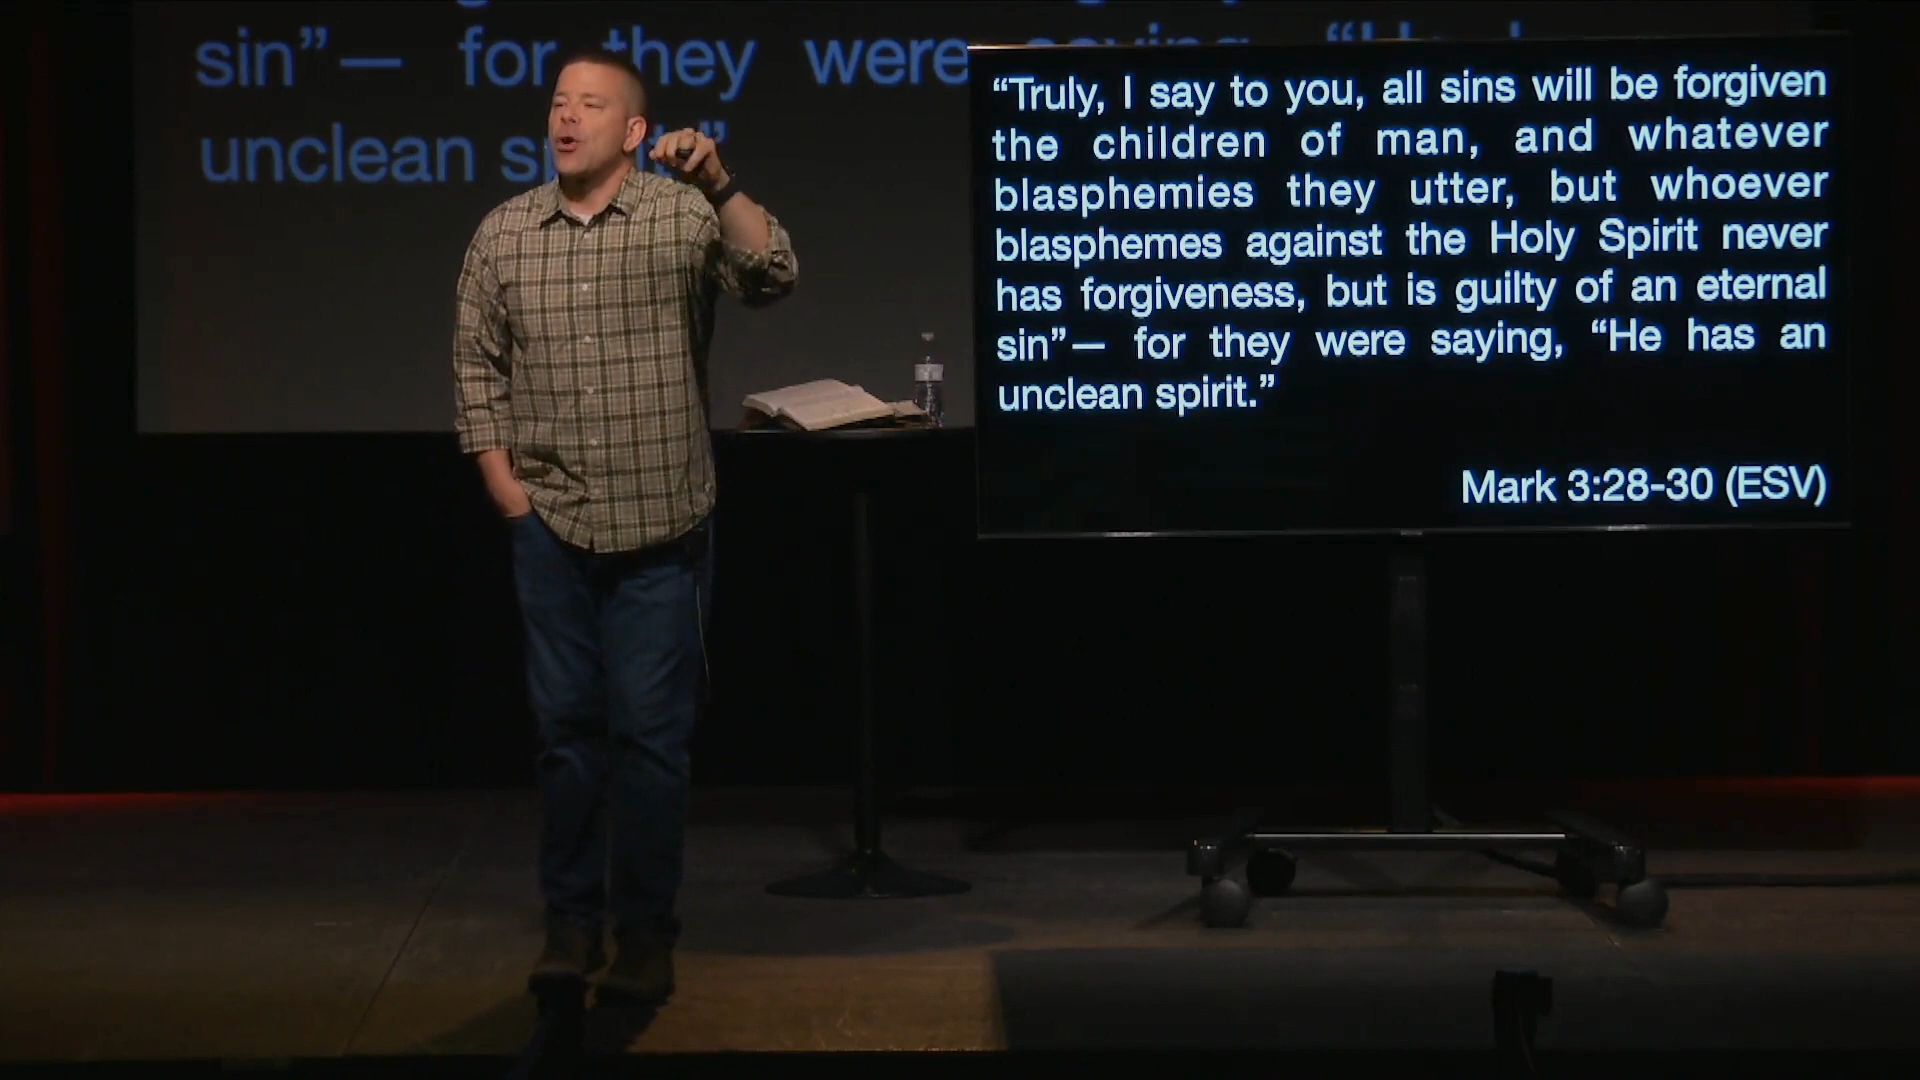 sin”— for they were saying,
unclean spirit.”
“Truly, I say to you, all sins will be forgiven
the children of man, and whatever
blasphemies they utter, but whoever
blasphemes against the Holy Spirit never
has forgiveness, but is guilty of an eternal
sin”— for they were saying, “He has an
unclean spirit.”
Mark 3:28-30 (ESV)